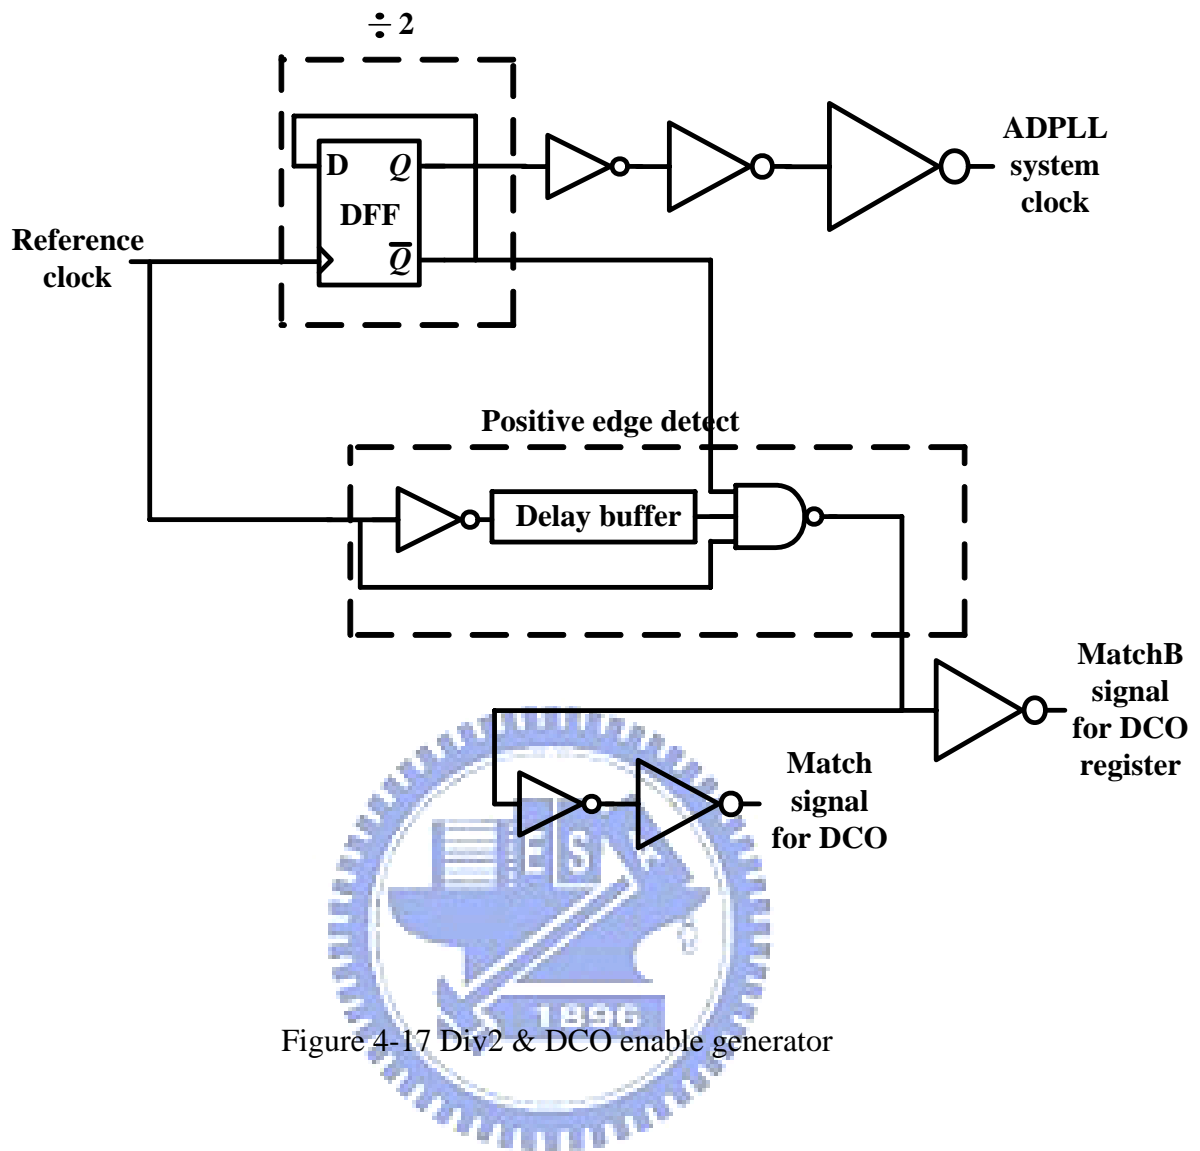 ÷ 2
D Q
DFF
Q̅
Reference
clock
ADPLL
system
clock
Positive edge detect
Delay buffer
MatchB
signal
for DCO
register
Match
signal
for DCO
E S
1896
Figure 4-17 Div2 & DCO enable generator